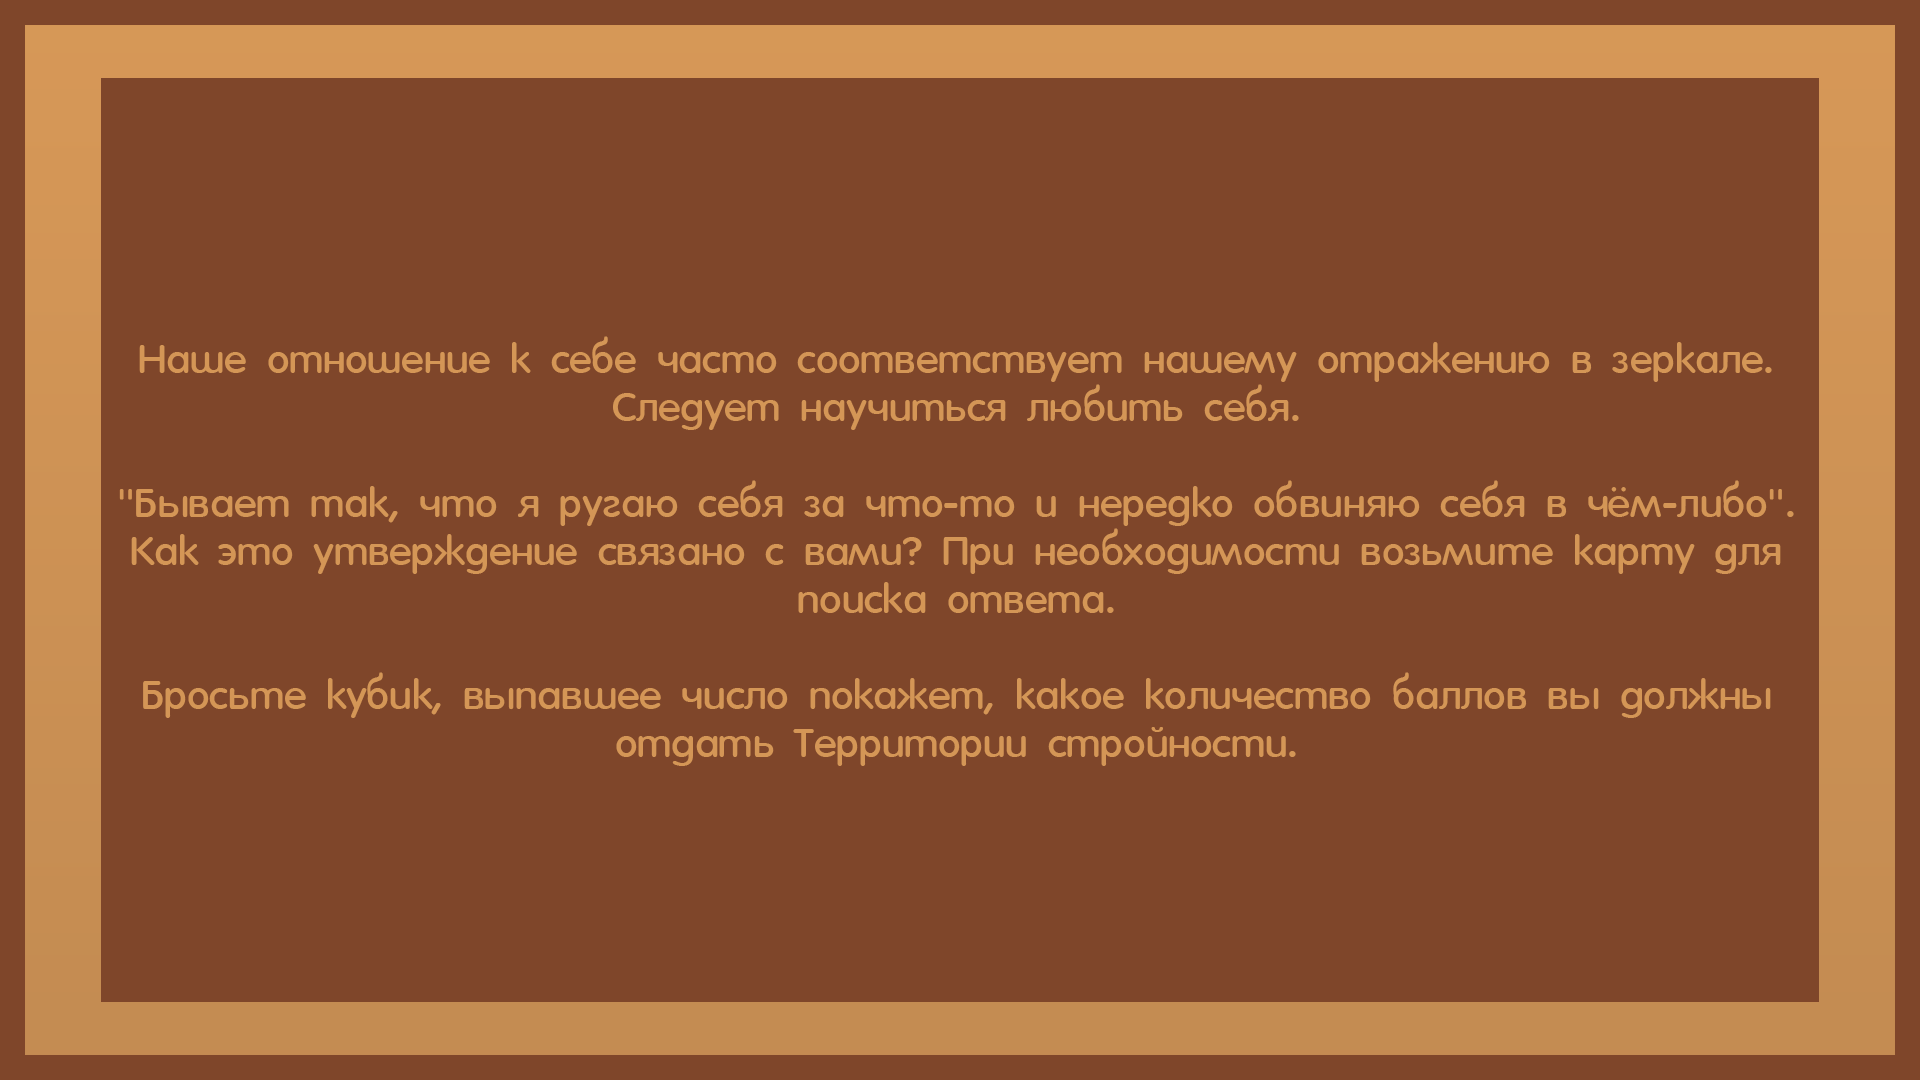 Наше отношение к себе часто соответствует нашему отражению в зеркале.
Следует научиться любить себя.
"Бывает так, что я ругаю себя за что-то и нередко обвиняю себя в чём-либо".
Как это утверждение связано с вами? При необходимости возьмите карту для
поиска ответа.
Бросьте кубик, выпавшее число покажет, какое количество баллов вы должны
отдать Территории стройности.